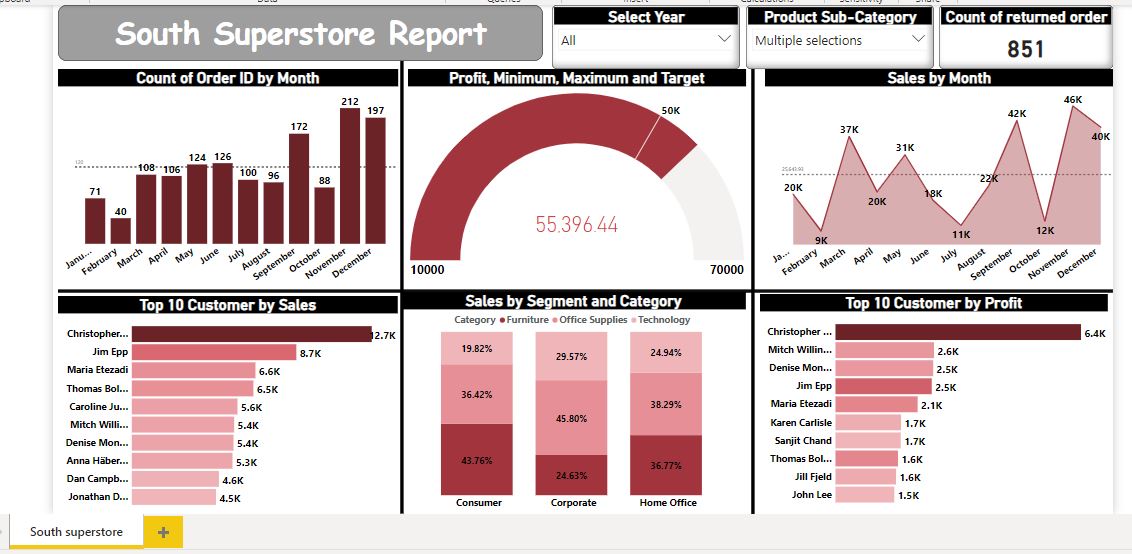 South Superstore Report
Select Year
All
Product Sub-Category
Multiple selections
Count of returned order
851
Count of Order ID by Month
120
71
40
108
106
124
126
100
96
172
88
212
197
Janu...
February
March
April
May
June
July
August
September
October
November
December
Profit, Minimum, Maximum and Target
50K
55,396.44
10000
70000
Sales by Month
20K
9K
37K
20K
31K
18K
11K
22K
42K
12K
46K
40K
Ja...
February
March
April
May
June
July
August
September
October
November
December
Top 10 Customer by Sales
Christopher... 12.7K
Jim Epp 8.7K
Maria Etezadi 6.6K
Thomas Bol... 6.5K
Caroline Ju... 5.6K
Mitch Willi... 5.4K
Denise Mon... 5.4K
Anna Häber... 5.3K
Dan Campb... 4.6K
Jonathan D... 4.5K
Sales by Segment and Category
Category Furniture Office Supplies Technology
19.82% 29.57% 24.94%
36.42% 45.80% 38.29%
43.76% 24.63% 36.77%
Consumer Corporate Home Office
Top 10 Customer by Profit
Christopher ... 6.4K
Mitch Willin... 2.6K
Denise Mon... 2.5K
Jim Epp 2.5K
Maria Etezadi 2.1K
Karen Carlisle 1.7K
Sanjit Chand 1.7K
Thomas Bol... 1.6K
Jill Fjeld 1.6K
John Lee 1.5K
South superstore
+